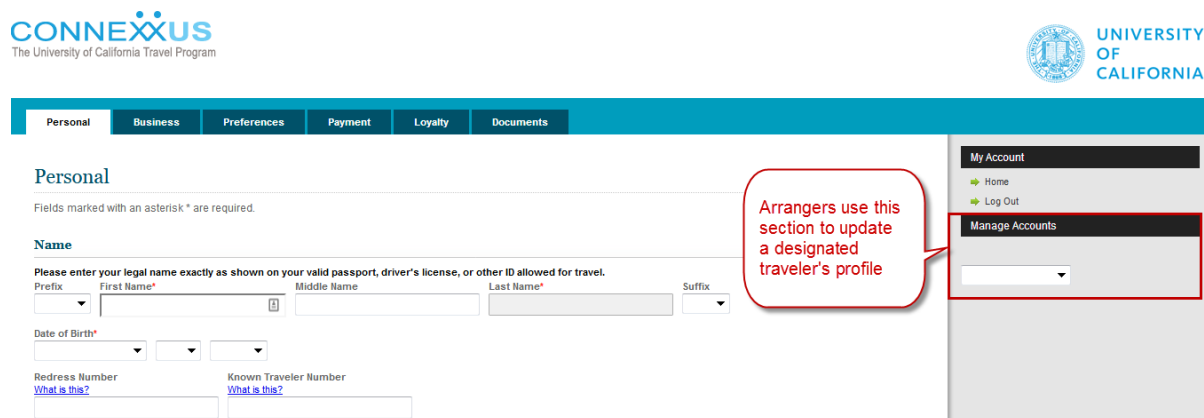 CONNEXXUS
The University of California Travel Program
UNIVERSITY
OF
CALIFORNIA
Personal Business Preferences Payment Loyalty Documents
Personal
Fields marked with an asterisk * are required.
Name
Please enter your legal name exactly as shown on your valid passport, driver's license, or other ID allowed for travel.
Prefix First Name* Middle Name Last Name* Suffix
Date of Birth*
Redress Number Known Traveler Number
What is this? What is this?
Arrangers use this
section to update
a designated
traveler's profile
My Account
Home
Log Out
Manage Accounts